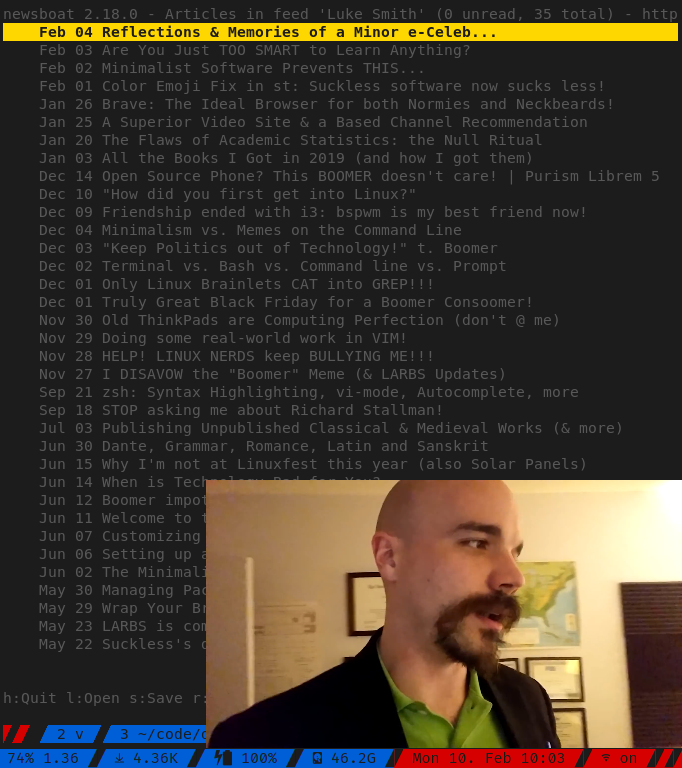 newsboat 2.18.0 - Articles in feed 'Luke Smith' (0 unread, 35 total) - http
Feb 04 Reflections & Memories of a Minor e-Celeb...
Feb 03 Are You Just TOO SMART to Learn Anything?
Feb 02 Minimalist Software Prevents THIS...
Feb 01 Color Emoji Fix in st: Suckless software now sucks less!
Jan 26 Brave: The Ideal Browser for both Normies and Neckbeards!
Jan 25 A Superior Video Site & a Based Channel Recommendation
Jan 20 The Flaws of Academic Statistics: the Null Ritual
Jan 03 All the Books I Got in 2019 (and how I got them)
Dec 14 Open Source Phone? This BOOMER doesn't care! | Purism Librem 5
Dec 10 "How did you first get into Linux?"
Dec 09 Friendship ended with i3: bspwm is my best friend now!
Dec 04 Minimalism vs. Memes on the Command Line
Dec 03 "Keep Politics out of Technology!" t. Boomer
Dec 02 Terminal vs. Bash vs. Command line vs. Prompt
Dec 01 Only Linux Brainlets CAT into GREP!!!
Dec 01 Truly Great Black Friday for a Boomer Consoomer!
Nov 30 Old ThinkPads are Computing Perfection (don't @ me)
Nov 29 Doing some real-world work in VIM!
Nov 28 HELP! LINUX NERDS keep BULLYING ME!!!
Nov 27 I DISAVOW the "Boomer" Meme (& LARBS Updates)
Sep 21 zsh: Syntax Highlighting, vi-mode, Autocomplete, more
Sep 18 STOP asking me about Richard Stallman!
Jul 03 Publishing Unpublished Classical & Medieval Works (& more)
Jun 30 Dante, Grammar, Romance, Latin and Sanskrit
Jun 15 Why I'm not at Linuxfest this year (also Solar Panels)
Jun 14 When is Technology Bad for You?
Jun 12 Boomer impot
Jun 11 Welcome to t
Jun 07 Customizing
Jun 06 Setting up a
Jun 02 The Minimali
May 30 Managing Pac
May 29 Wrap Your Br
May 23 LARBS is com
May 22 Suckless's d
h:Quit l:Open s:Save r:
2 v 3 ~/code/d
74% 1.36 4.36K 100% 46.2G Mon 10. Feb 10:03 on